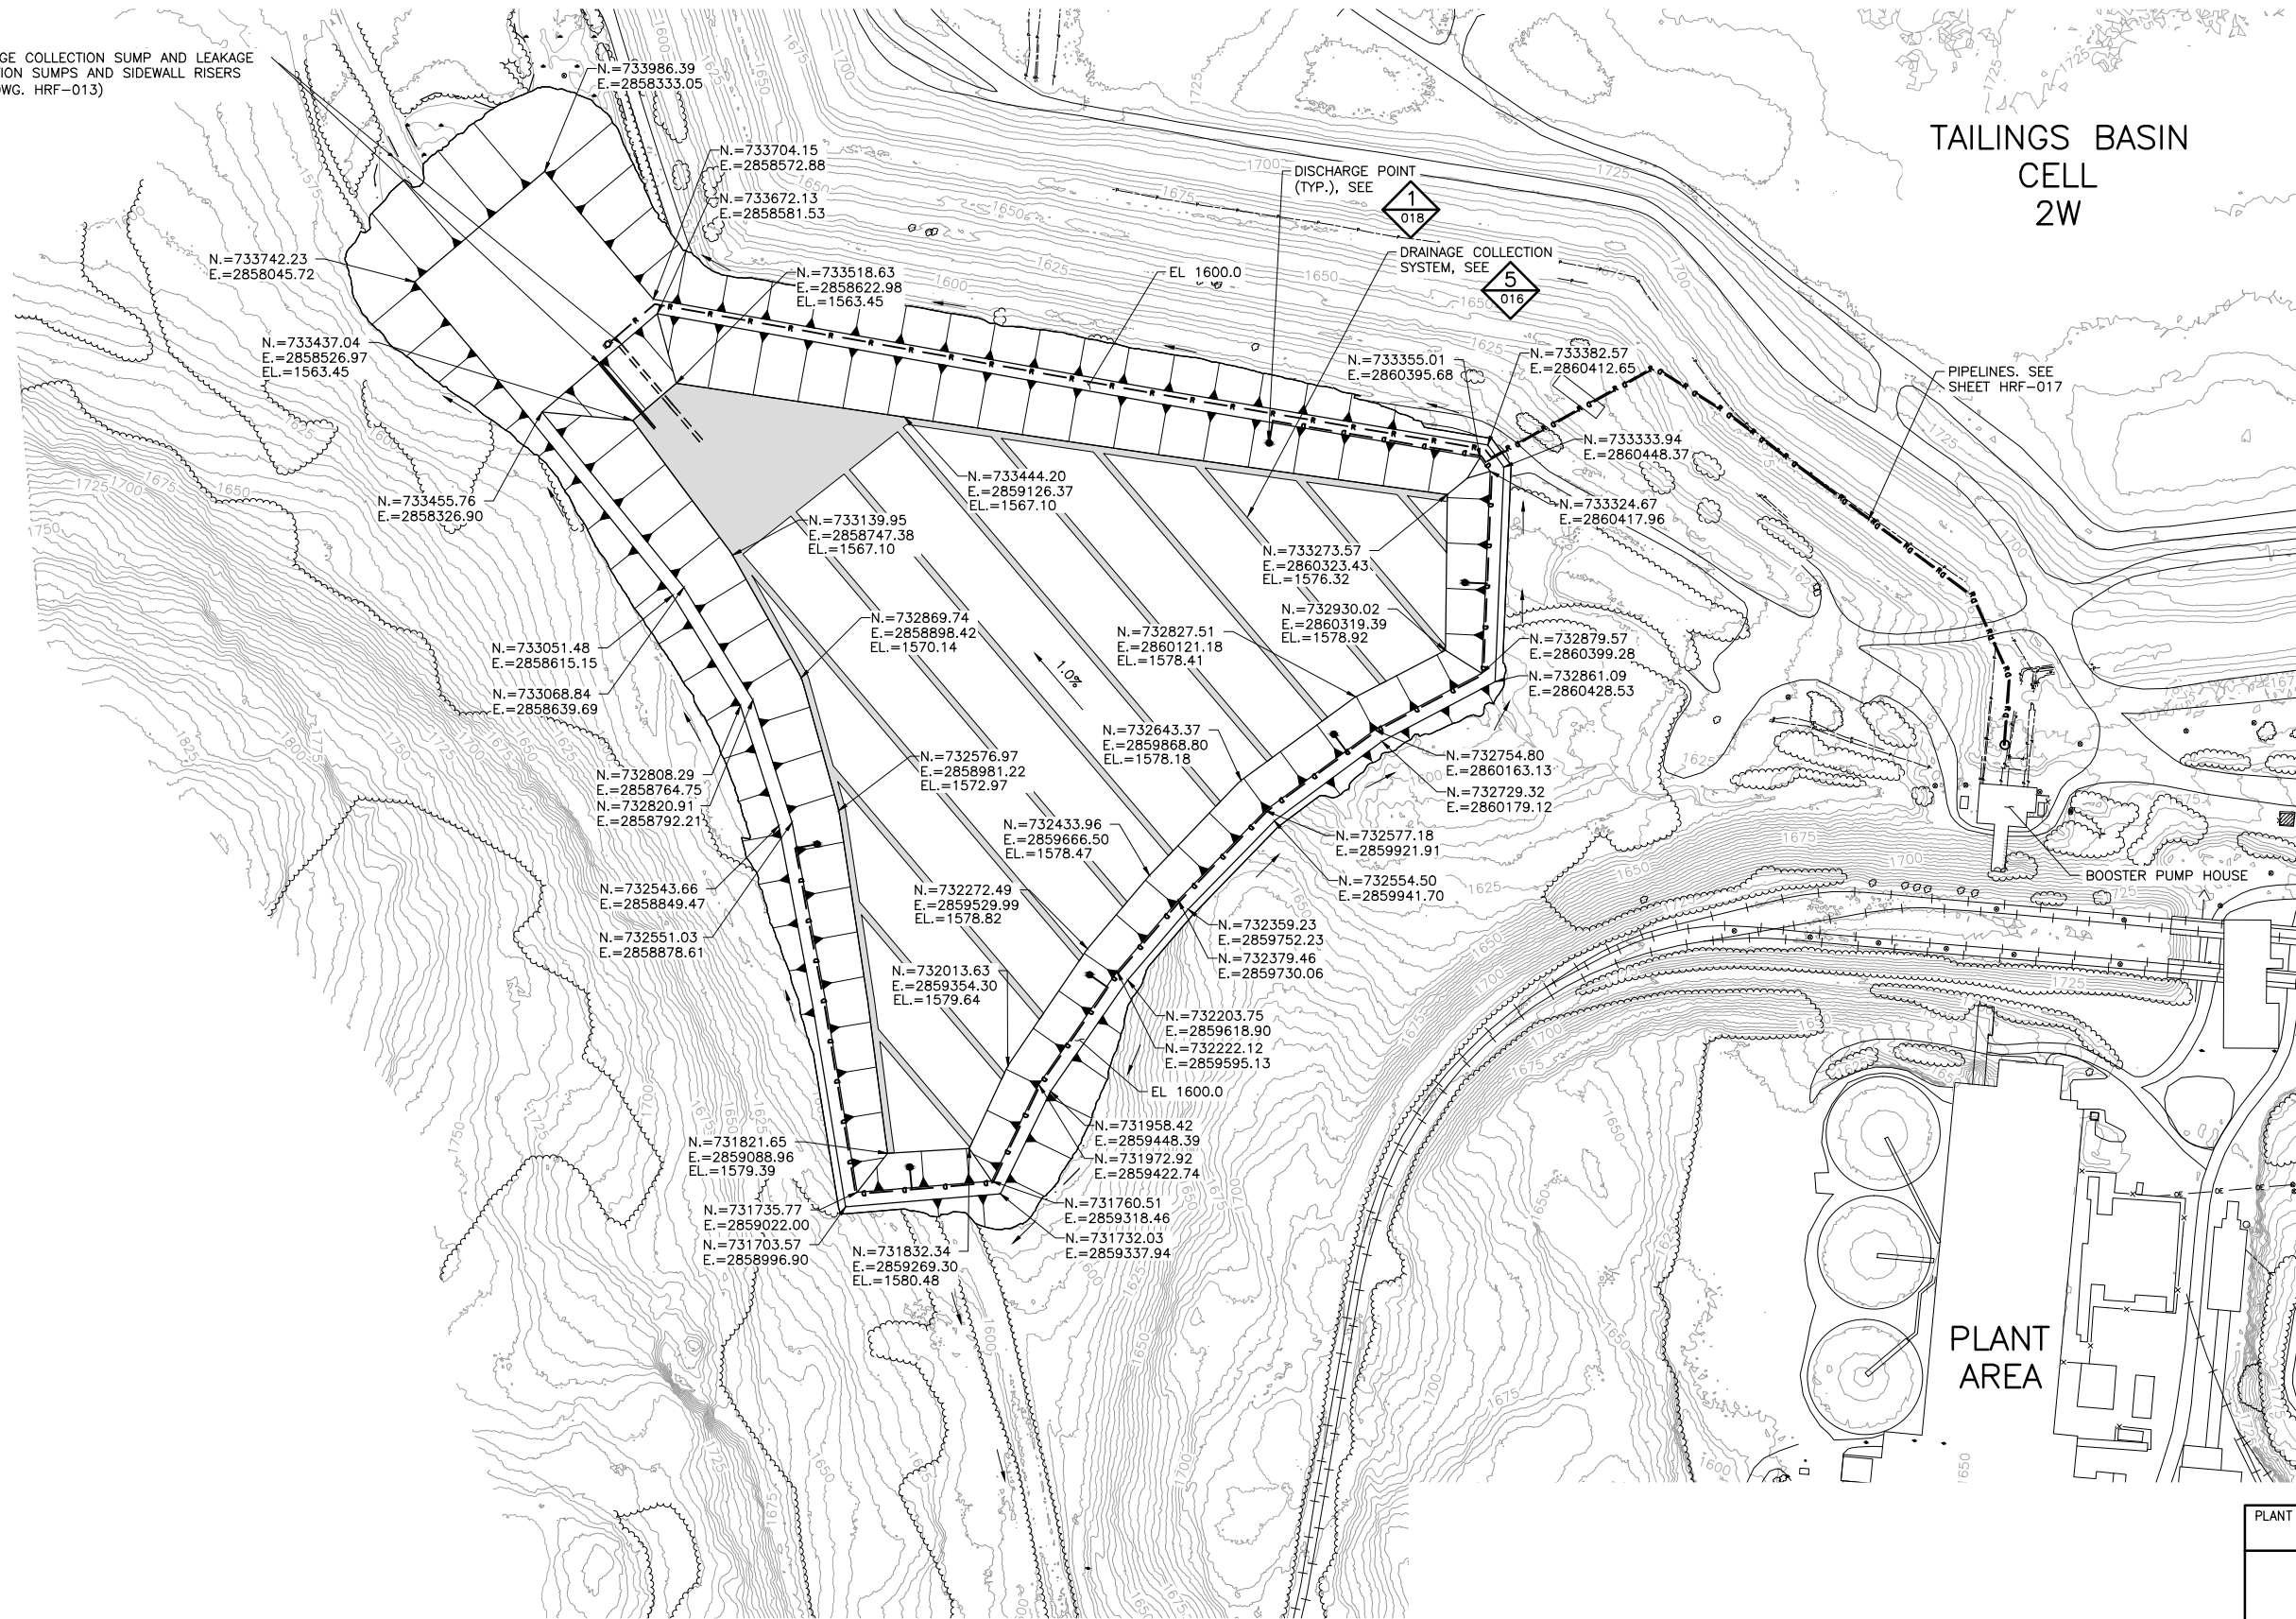 GE COLLECTION SUMP AND LEAKAGE
TION SUMPS AND SIDEWALL RISERS
DWG. HRF-013)
N.=733986.39
E.=2858333.05
N.=733704.15
E.=2858572.88
N.=733672.13
E.=2858581.53
DISCHARGE POINT
(TYP.), SEE
1
018
TAILINGS BASIN
CELL
2W
N.=733742.23
E.=2858045.72
N.=733518.63
E.=2858622.98
EL.=1563.45
EL 1600.0
DRAINAGE COLLECTION
SYSTEM, SEE
5
016
N.=733437.04
E.=2858526.97
EL.=1563.45
N.=733355.01
E.=2860395.68
N.=733382.57
E.=2860412.65
PIPELINES. SEE
SHEET HRF-017
N.=733333.94
E.=2860448.37
N.=733455.76
E.=2858326.90
N.=733444.20
E.=2859126.37
EL.=1567.10
N.=733324.67
E.=2860417.96
N.=733139.95
E.=2858747.38
EL.=1567.10
N.=733273.57
E.=2860323.43
EL.=1576.32
N.=732930.02
E.=2860319.39
EL.=1578.92
N.=732869.74
E.=2858898.42
EL.=1570.14
N.=732827.51
E.=2860121.18
EL.=1578.41
N.=732879.57
E.=2860399.28
N.=733051.48
E.=2858615.15
1.0%
N.=732861.09
E.=2860428.53
N.=733068.84
E.=2858639.69
N.=732643.37
E.=2859868.80
EL.=1578.18
N.=732576.97
E.=2858981.22
EL.=1572.97
N.=732754.80
E.=2860163.13
N.=732808.29
E.=2858764.75
N.=732820.91
E.=2858792.21
N.=732729.32
E.=2860179.12
N.=732433.96
E.=2859666.50
EL.=1578.47
N.=732577.18
E.=2859921.91
N.=732543.66
E.=2858849.47
N.=732272.49
E.=2859529.99
EL.=1578.82
N.=732554.50
E.=2859941.70
BOOSTER PUMP HOUSE
N.=732551.03
E.=2858878.61
N.=732359.23
E.=2859752.23
N.=732379.46
E.=2859730.06
N.=732013.63
E.=2859354.30
EL.=1579.64
N.=732203.75
E.=2859618.90
N.=732222.12
E.=2859595.13
EL 1600.0
N.=731821.65
E.=2859088.96
EL.=1579.39
N.=731958.42
E.=2859448.39
N.=731972.92
E.=2859422.74
N.=731735.77
E.=2859022.00
N.=731760.51
E.=2859318.46
N.=731703.57
E.=2858996.90
N.=731832.34
E.=2859269.30
EL.=1580.48
N.=731732.03
E.=2859337.94
PLANT
AREA
PLANT